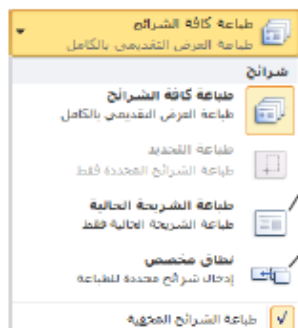 طباعة كافة الشرائح
طباعة العرض التقديمي بالكامل
شرائح
طباعة كافة الشرائح
طباعة العرض التقديمي بالكامل
طباعة التحديد
طباعة الشرائح المحددة فقط
طباعة الشريحة الحالية
طباعة الشريحة الحالية فقط
نطاق مخصص
إدخال شرائح محددة للطباعة
طباعة الشرائح المخفية